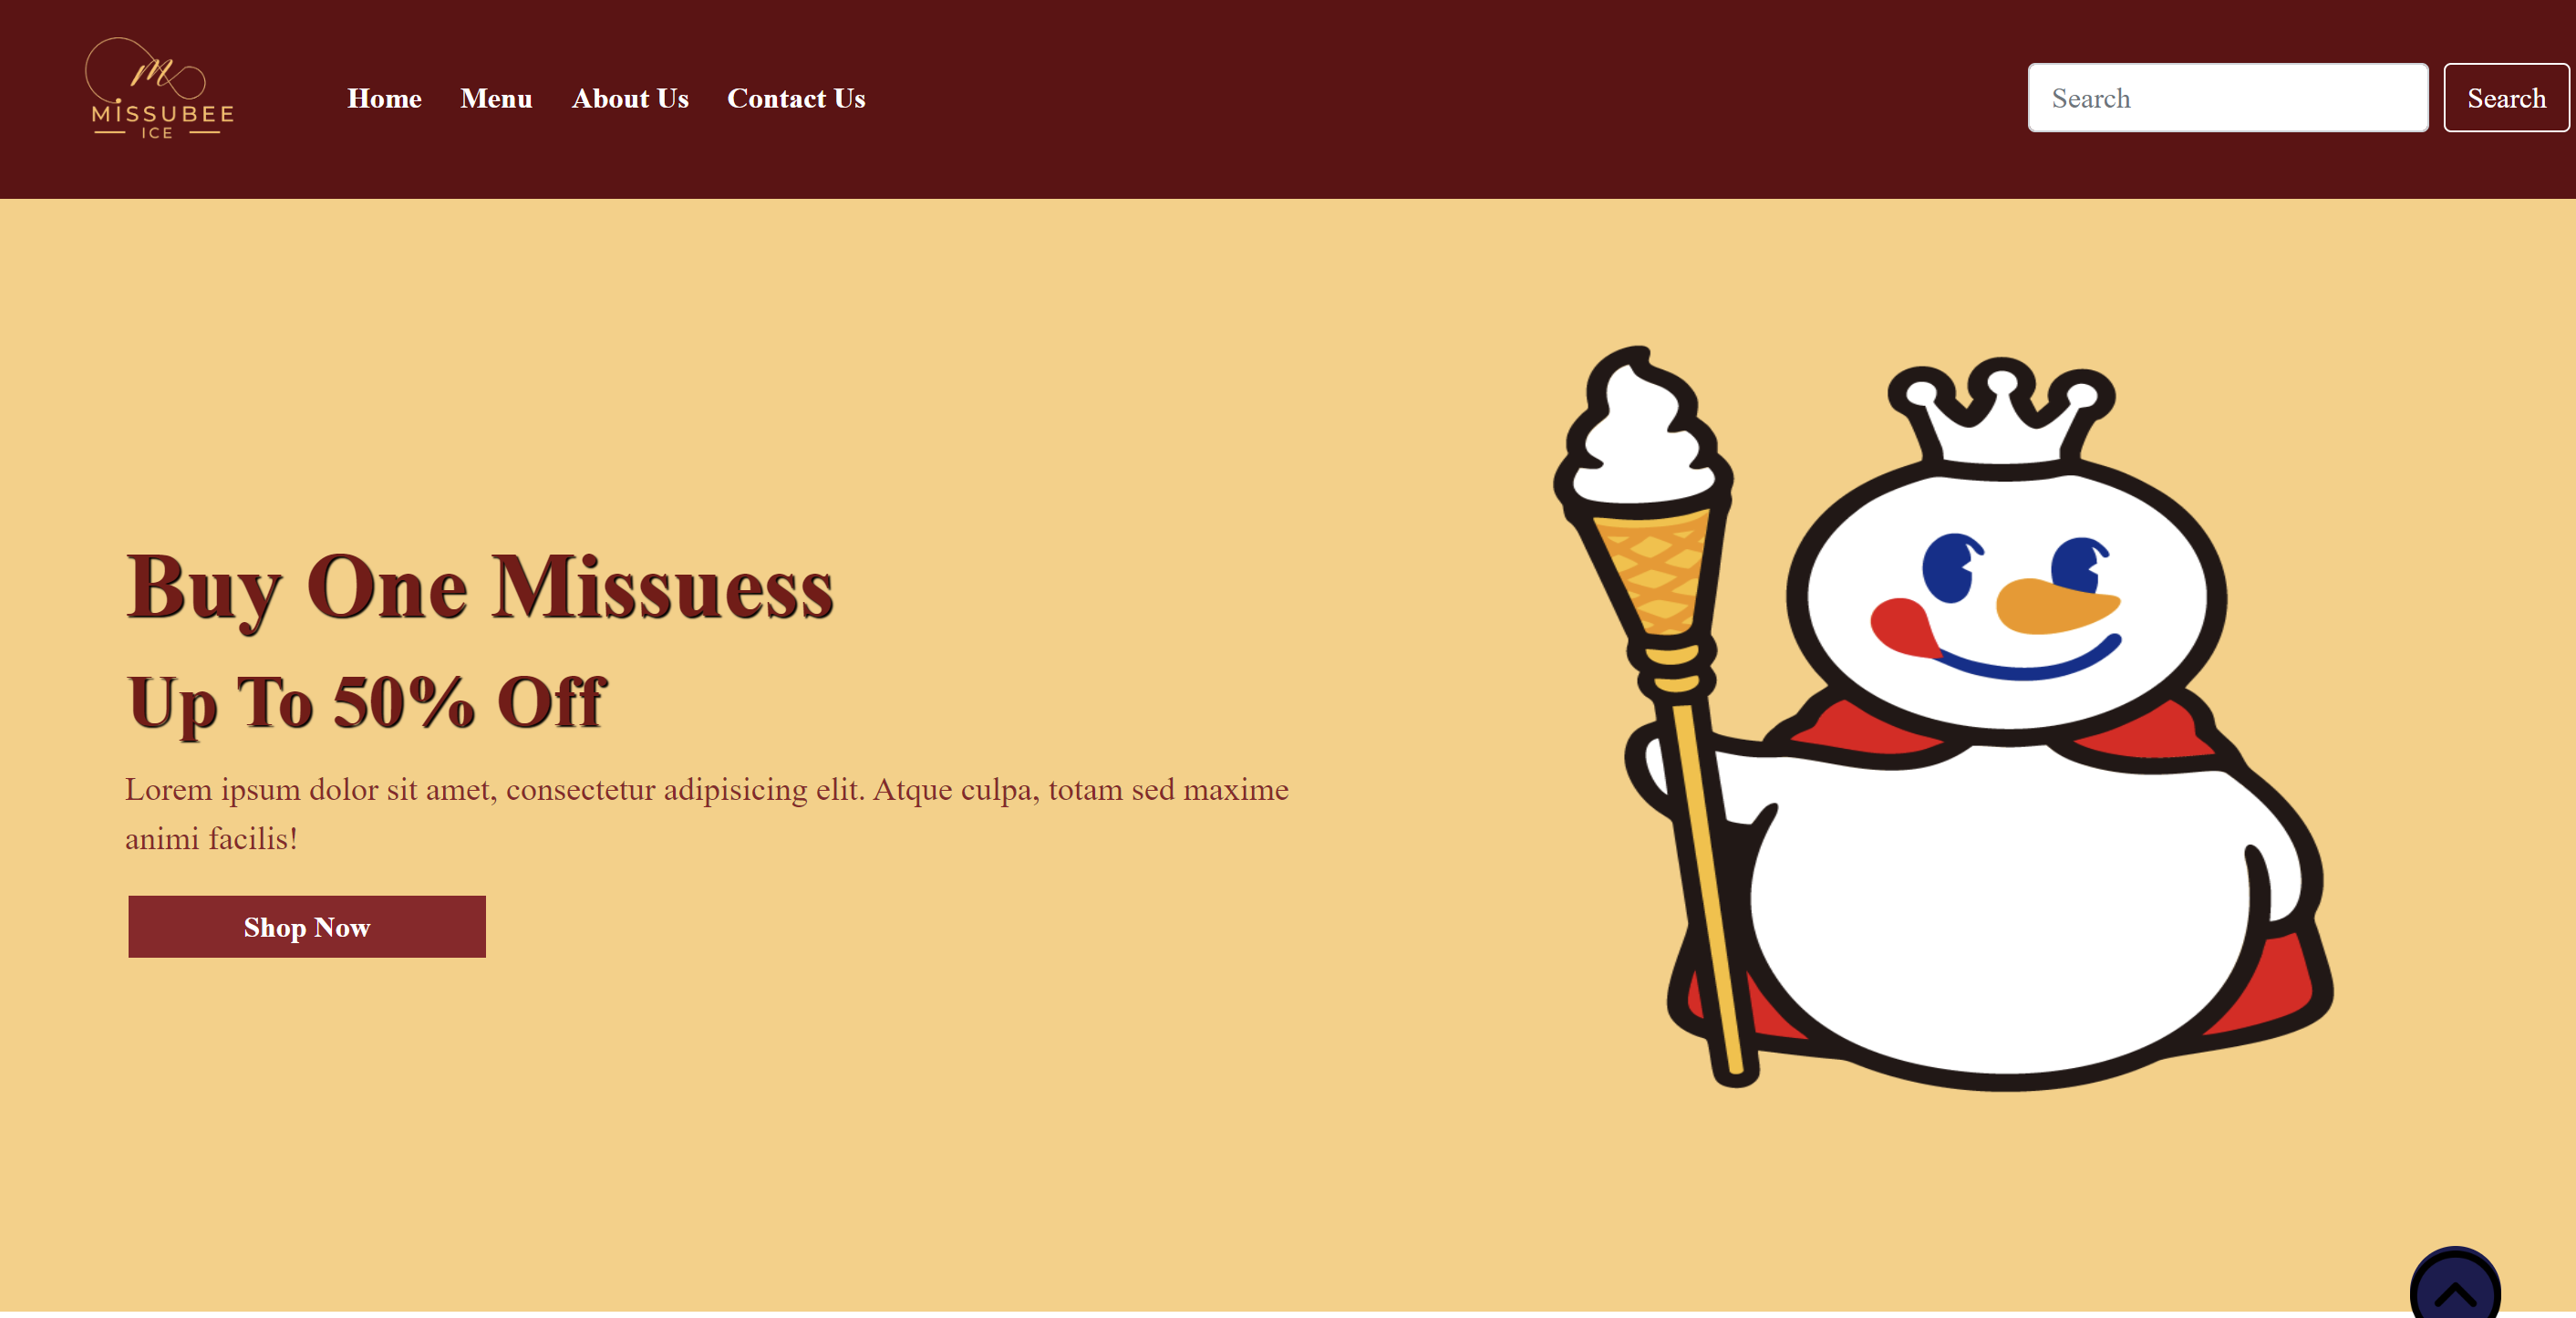 m
MiSSUBEE
ICE
Home Menu About Us Contact Us
Search
Search
Buy One Missuess
Up To 50% Off
Lorem ipsum dolor sit amet, consectetur adipisicing elit. Atque culpa, totam sed maxime
animi facilis!
Shop Now